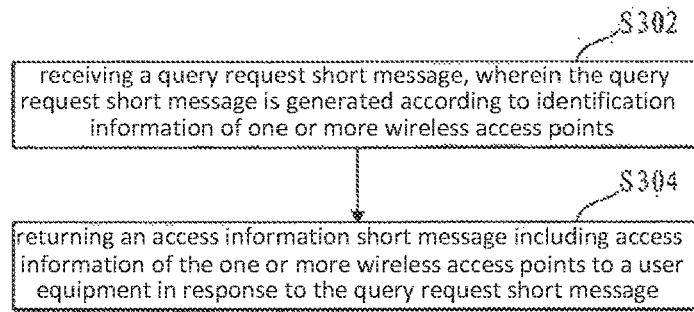 S302
receiving a query request short message, wherein the query
request short message is generated according to identification
information of one or more wireless access points
S304
returning an access information short message including access
information of the one or more wireless access points to a user
equipment in response to the query request short message